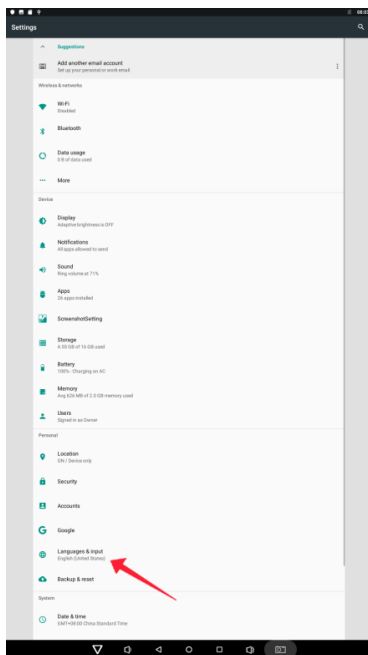 Settings
Suggestions
Add another email account
Set up your personal or work email
Wireless & networks
Wi-Fi
Disabled
Bluetooth
Data usage
0 B of data used
More
Device
Display
Adaptive brightness is OFF
Notifications
All apps allowed to send
Sound
Ring volume at 71%
Apps
26 apps installed
ScreenshotSetting
Storage
4.55 GB of 16 GB used
Battery
100% - Charging on AC
Memory
Avg 626 MB of 2.0 GB memory used
Users
Signed in as Owner
Personal
Location
ON / Device only
Security
Accounts
Google
Languages & input
English (United States)
Backup & reset
System
Date & time
GMT+08:00 China Standard Time